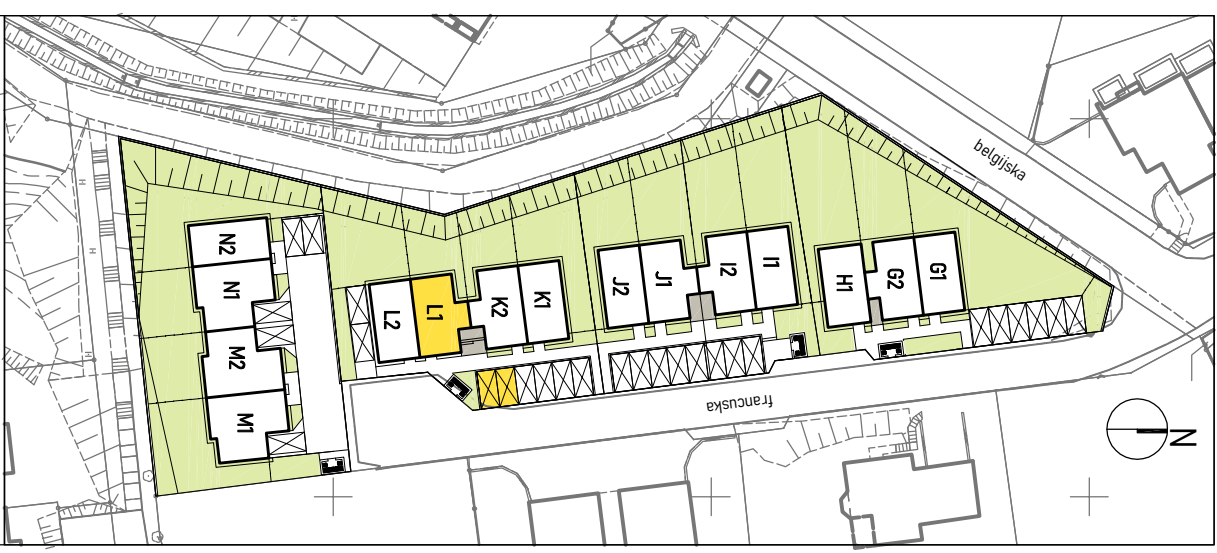 belgijska
N2
N1
M2
M1
L2
L1
K2
K1
J2
J1
I2
I1
H1
G2
G1
francuska
N